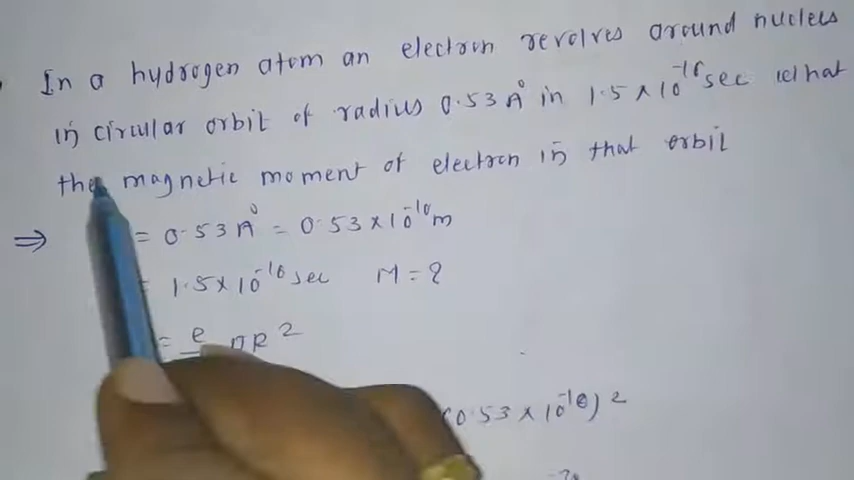 In a hydrogen atom an electron revolves around nucleus
in circular orbit of radius 0.53 A° in 1.5 × 10⁻¹⁶ sec what
the magnetic moment of electron in that orbit
⇒ = 0.53 A° = 0.53 × 10⁻¹⁰ m
1.5 × 10⁻¹⁶ sec M = ?
= e πR²
(0.53 × 10⁻¹⁰)²